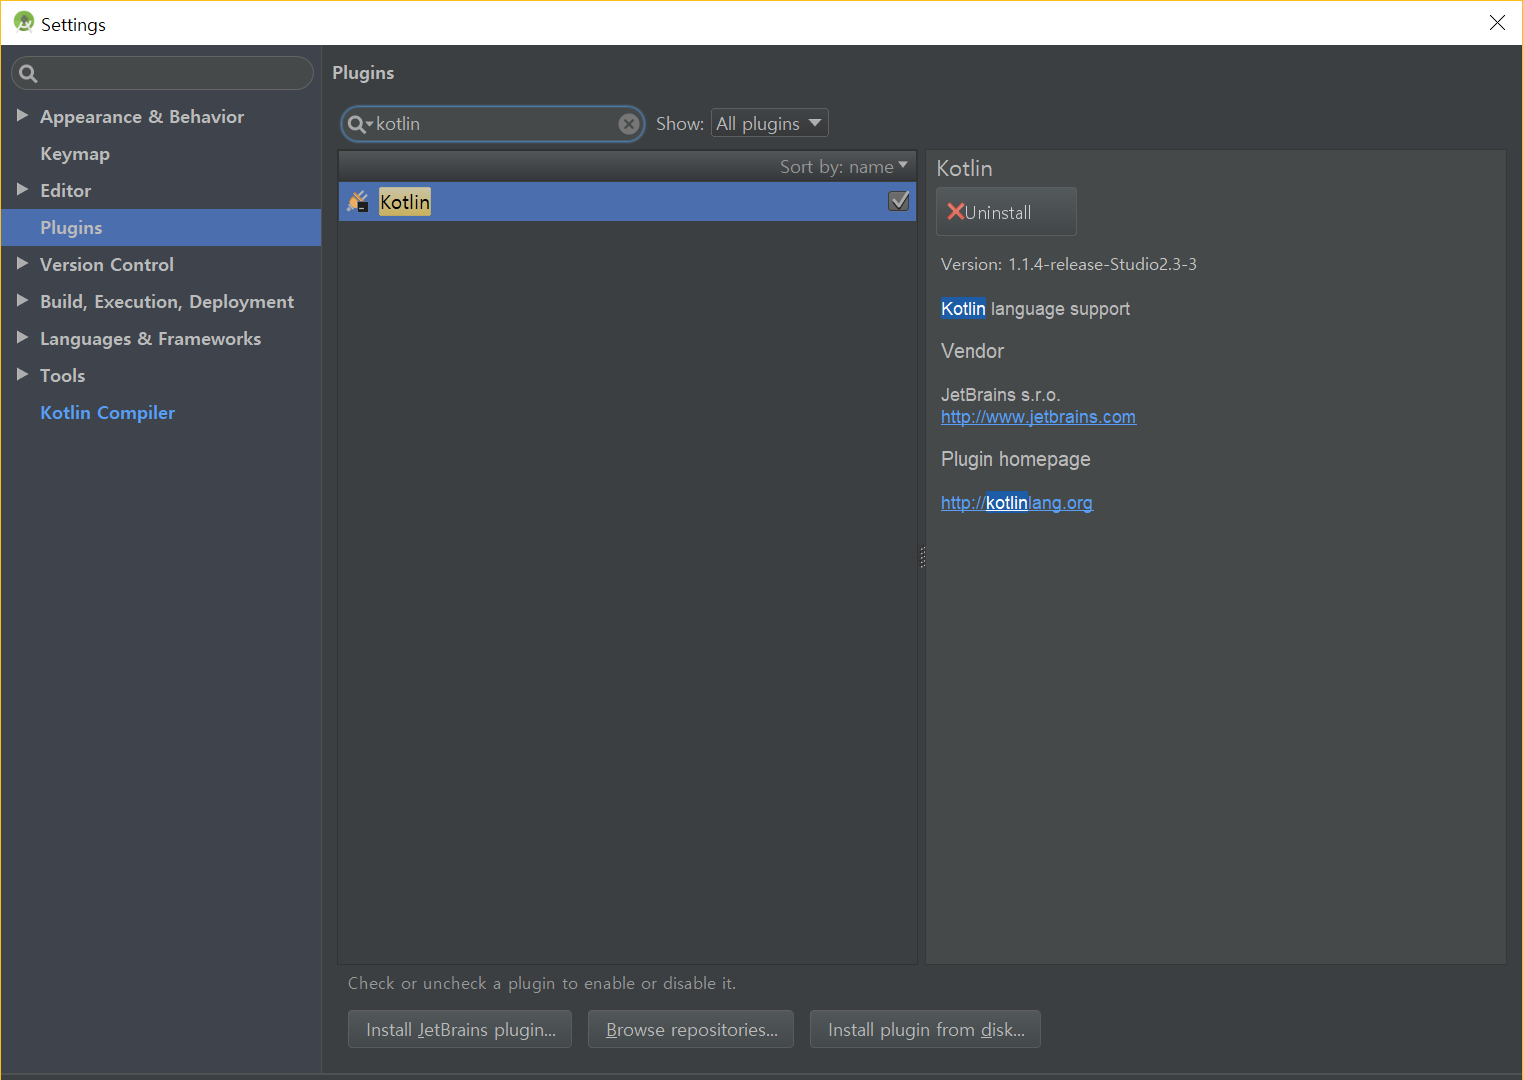 Settings
Plugins
Appearance & Behavior
Keymap
Editor
Plugins
Version Control
Build, Execution, Deployment
Languages & Frameworks
Tools
Kotlin Compiler
kotlin
Show: All plugins
Sort by: name
Kotlin
Kotlin
Uninstall
Version: 1.1.4-release-Studio2.3-3
Kotlin language support
Vendor
JetBrains s.r.o.
http://www.jetbrains.com
Plugin homepage
http://kotlinlang.org
Check or uncheck a plugin to enable or disable it.
Install JetBrains plugin...
Browse repositories...
Install plugin from disk...